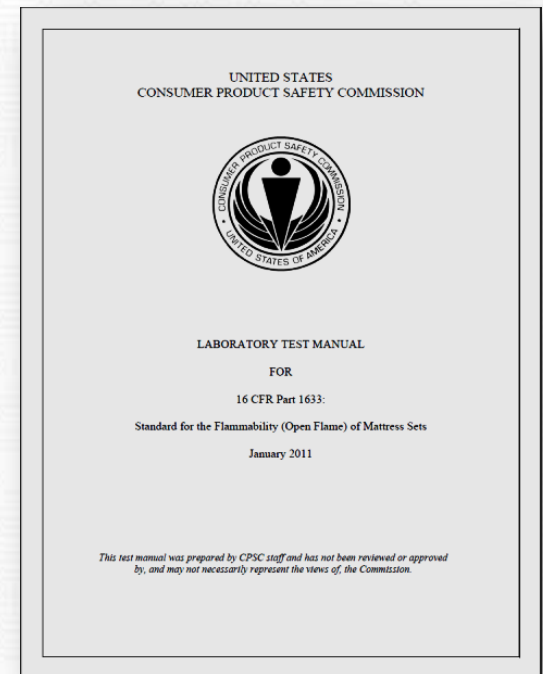 UNITED STATES
CONSUMER PRODUCT SAFETY COMMISSION
CONSUMER PRODUCT SAFETY COMMISSION
UNITED STATES OF AMERICA
LABORATORY TEST MANUAL
FOR
16 CFR Part 1633:
Standard for the Flammability (Open Flame) of Mattress Sets
January 2011
This test manual was prepared by CPSC staff and has not been reviewed or approved
by, and may not necessarily represent the views of, the Commission.